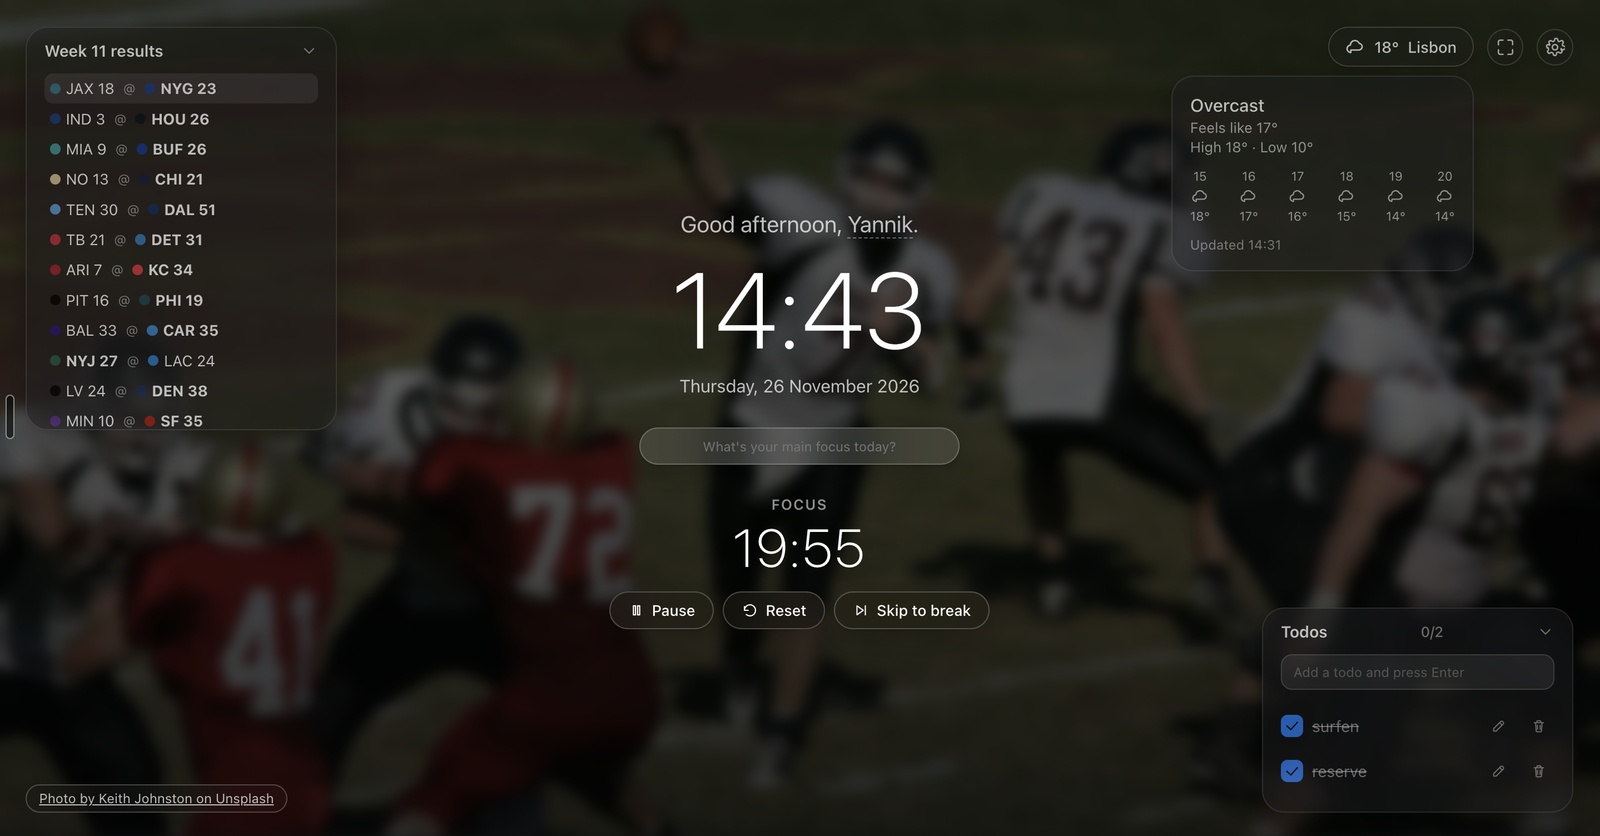 Week 11 results
JAX 18 @ NYG 23
IND 3 @ HOU 26
MIA 9 @ BUF 26
NO 13 @ CHI 21
TEN 30 @ DAL 51
TB 21 @ DET 31
ARI 7 @ KC 34
PIT 16 @ PHI 19
BAL 33 @ CAR 35
NYJ 27 @ LAC 24
LV 24 @ DEN 38
MIN 10 @ SF 35
18° Lisbon
Overcast
Feels like 17°
High 18° · Low 10°
15 16 17 18 19 20
18° 17° 16° 15° 14° 14°
Updated 14:31
43
Good afternoon, Yannik.
14:43
Thursday, 26 November 2026
What's your main focus today?
FOCUS
19:55
Pause
Reset
Skip to break
72
41
Todos 0/2
Add a todo and press Enter
surfen
reserve
Photo by Keith Johnston on Unsplash